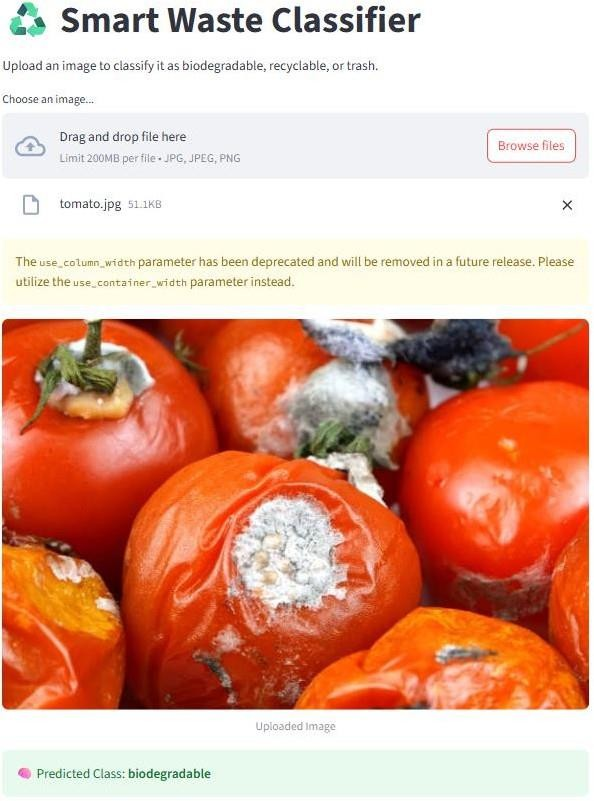 Smart Waste Classifier
Upload an image to classify it as biodegradable, recyclable, or trash.
Choose an image...
Drag and drop file here
Limit 200MB per file • JPG, JPEG, PNG
Browse files
tomato.jpg 51.1KB
The use_column_width parameter has been deprecated and will be removed in a future release. Please
utilize the use_container_width parameter instead.
Uploaded Image
Predicted Class: biodegradable